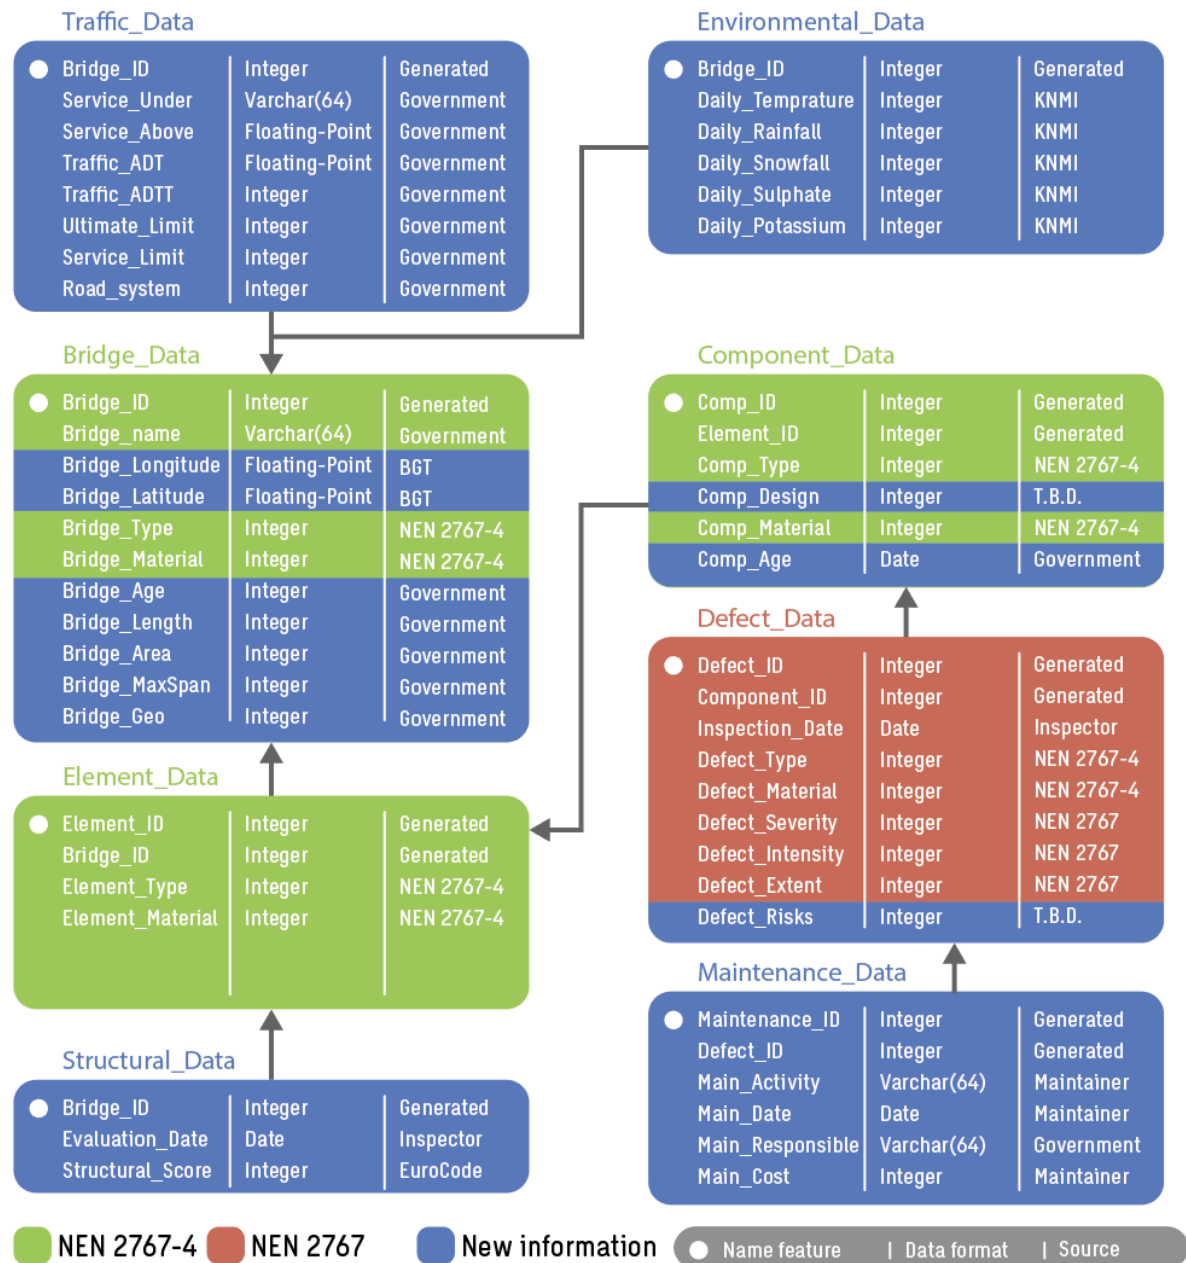 Traffic_Data
Bridge_ID Integer Generated
Service_Under Varchar(64) Government
Service_Above Floating-Point Government
Traffic_ADT Floating-Point Government
Traffic_ADTT Integer Government
Ultimate_Limit Integer Government
Service_Limit Integer Government
Road_system Integer Government
Environmental_Data
Bridge_ID Integer Generated
Daily_Temprature Integer KNMI
Daily_Rainfall Integer KNMI
Daily_Snowfall Integer KNMI
Daily_Sulphate Integer KNMI
Daily_Potassium Integer KNMI
Bridge_Data
Bridge_ID Integer Generated
Bridge_name Varchar(64) Government
Bridge_Longitude Floating-Point BGT
Bridge_Latitude Floating-Point BGT
Bridge_Type Integer NEN 2767-4
Bridge_Material Integer NEN 2767-4
Bridge_Age Integer Government
Bridge_Length Integer Government
Bridge_Area Integer Government
Bridge_MaxSpan Integer Government
Bridge_Geo Integer Government
Component_Data
Comp_ID Integer Generated
Element_ID Integer Generated
Comp_Type Integer NEN 2767-4
Comp_Design Integer T.B.D.
Comp_Material Integer NEN 2767-4
Comp_Age Date Government
Defect_Data
Defect_ID Integer Generated
Component_ID Integer Generated
Inspection_Date Date Inspector
Defect_Type Integer NEN 2767-4
Defect_Material Integer NEN 2767-4
Defect_Severity Integer NEN 2767
Defect_Intensity Integer NEN 2767
Defect_Extent Integer NEN 2767
Defect_Risks Integer T.B.D.
Element_Data
Element_ID Integer Generated
Bridge_ID Integer Generated
Element_Type Integer NEN 2767-4
Element_Material Integer NEN 2767-4
Maintenance_Data
Maintenance_ID Integer Generated
Defect_ID Integer Generated
Main_Activity Varchar(64) Maintainer
Main_Date Date Maintainer
Main_Responsible Varchar(64) Government
Main_Cost Integer Maintainer
Structural_Data
Bridge_ID Integer Generated
Evaluation_Date Date Inspector
Structural_Score Integer EuroCode
NEN 2767-4 NEN 2767 New information Name feature | Data format | Source